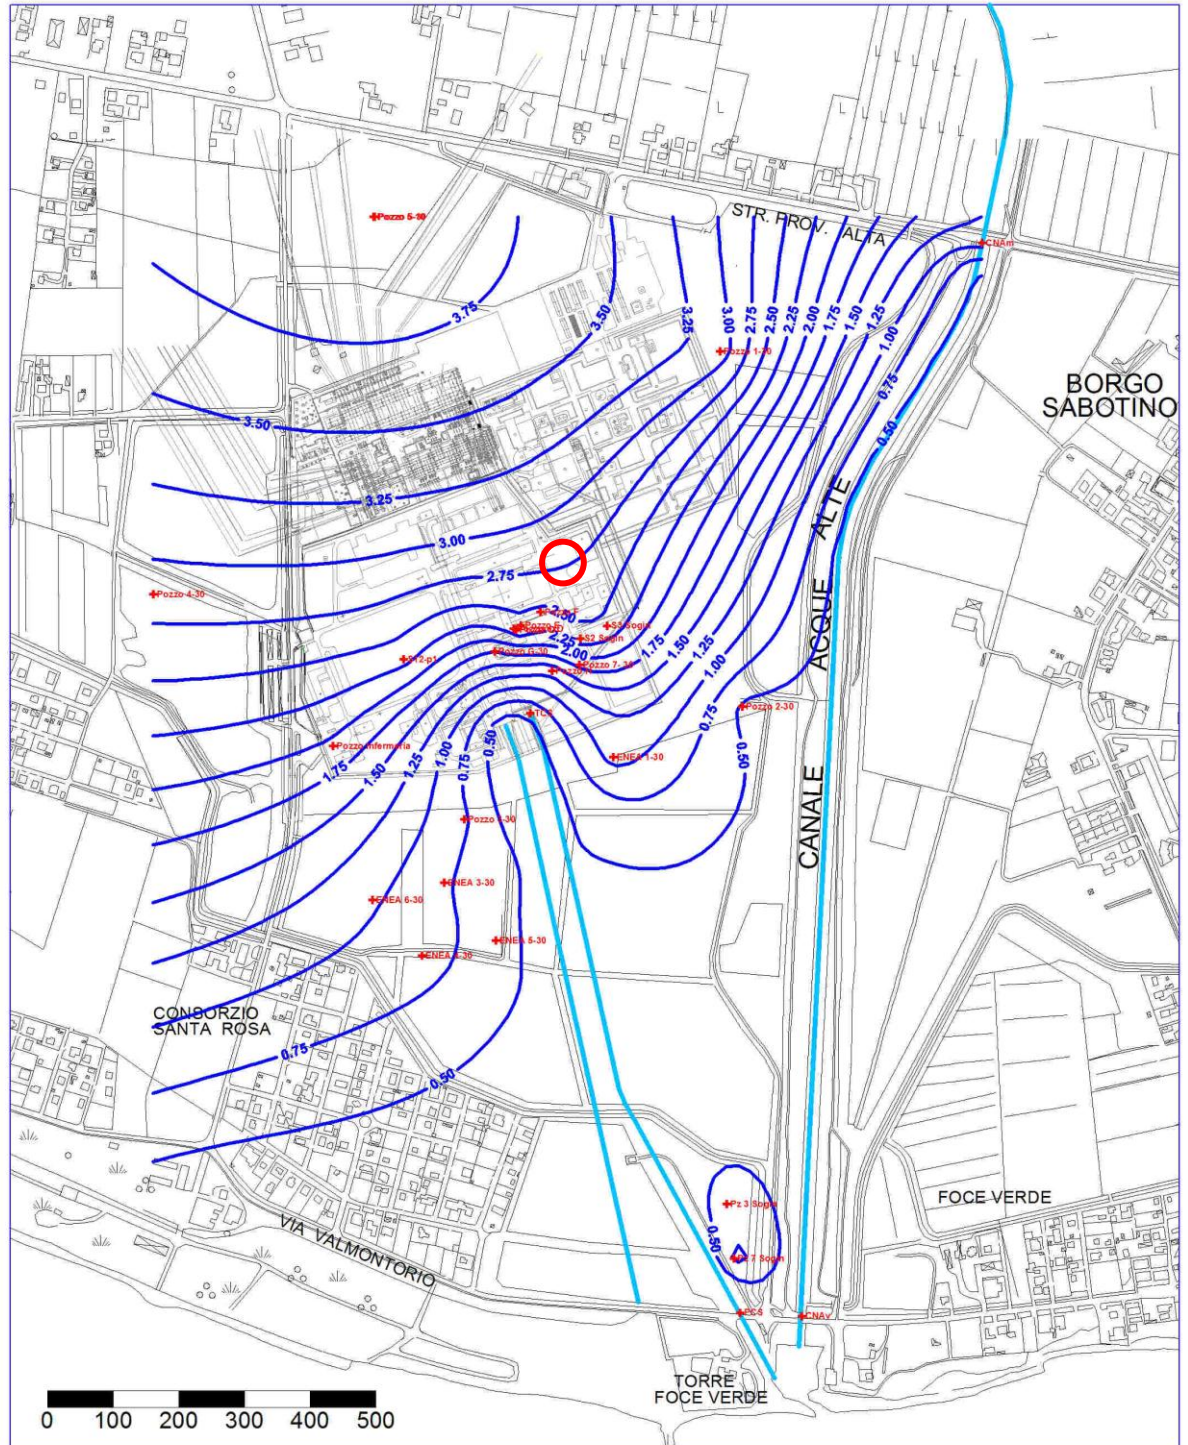 STR. PROV. ALTA
CNAm
Pozzo 5-10
3.75
3.50
3.25
3.00
2.75
2.50
2.25
2.00
1.75
1.50
1.25
1.00
0.75
0.50
Pozzo 1-30
BORGO
SABOTINO
3.50
3.25
3.00
2.75
CANALE ACQUE ALTE
Pozzo 4-30
2.50
2.25
2.00
1.75
1.50
1.25
1.00
0.75
0.50
S3 Sogin
S2 Sogin
Pozzo E
Pozzo G-30
ST2-p1
Pozzo 2-30
TCS
Pozzo Infermeria
1.75
1.50
1.25
1.00
0.75
0.50
ENEA 1-30
ENEA 3-30
ENEA 6-30
ENEA 5-30
CONSORZIO
SANTA ROSA
0.75
0.50
FOCE VERDE
Pz 3 Sogin
0.50
VIA VALMONTORIO
CNAv
TORRE
FOCE VERDE
0 100 200 300 400 500